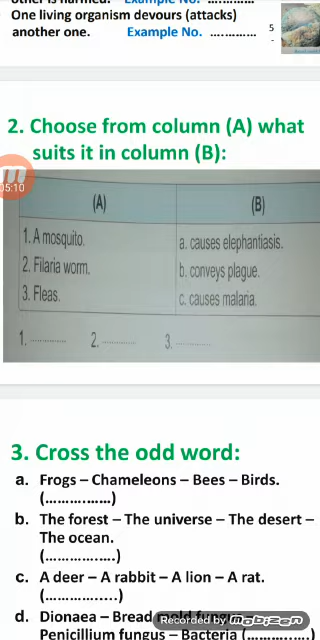 One living organism devours (attacks)
another one. Example No. ............. 5
2. Choose from column (A) what
suits it in column (B):
05:10
(A) (B)
1. A mosquito. a. causes elephantiasis.
2. Filaria worm. b. conveys plague.
3. Fleas. c. causes malaria.
1. .............. 2. ............. 3. .............
3. Cross the odd word:
a. Frogs – Chameleons – Bees – Birds.
(................)
b. The forest – The universe – The desert –
The ocean.
(................)
c. A deer – A rabbit – A lion – A rat.
(................)
d. Dionaea – Bread mold fungus
Recorded by Mobizen
Penicillium fungus – Bacteria (...............)